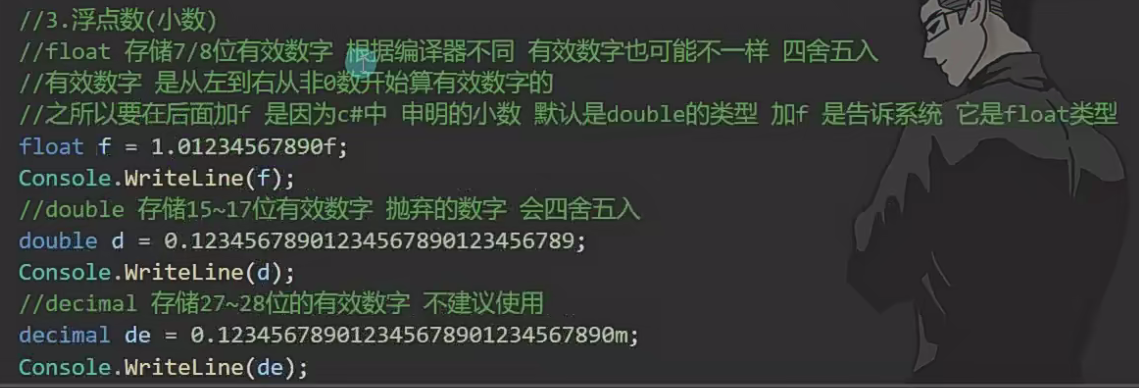 //3.浮点数(小数)
//float 存储7/8位有效数字 根据编译器不同 有效数字也可能不一样 四舍五入
//有效数字 是从左到右从非0数开始算有效数字的
//之所以要在后面加f 是因为c#中 申明的小数 默认是double的类型 加f 是告诉系统 它是float类型
float f = 1.01234567890f;
Console.WriteLine(f);
//double 存储15~17位有效数字 抛弃的数字 会四舍五入
double d = 0.12345678901234567890123456789;
Console.WriteLine(d);
//decimal 存储27~28位的有效数字 不建议使用
decimal de = 0.123456789012345678901234567890m;
Console.WriteLine(de);